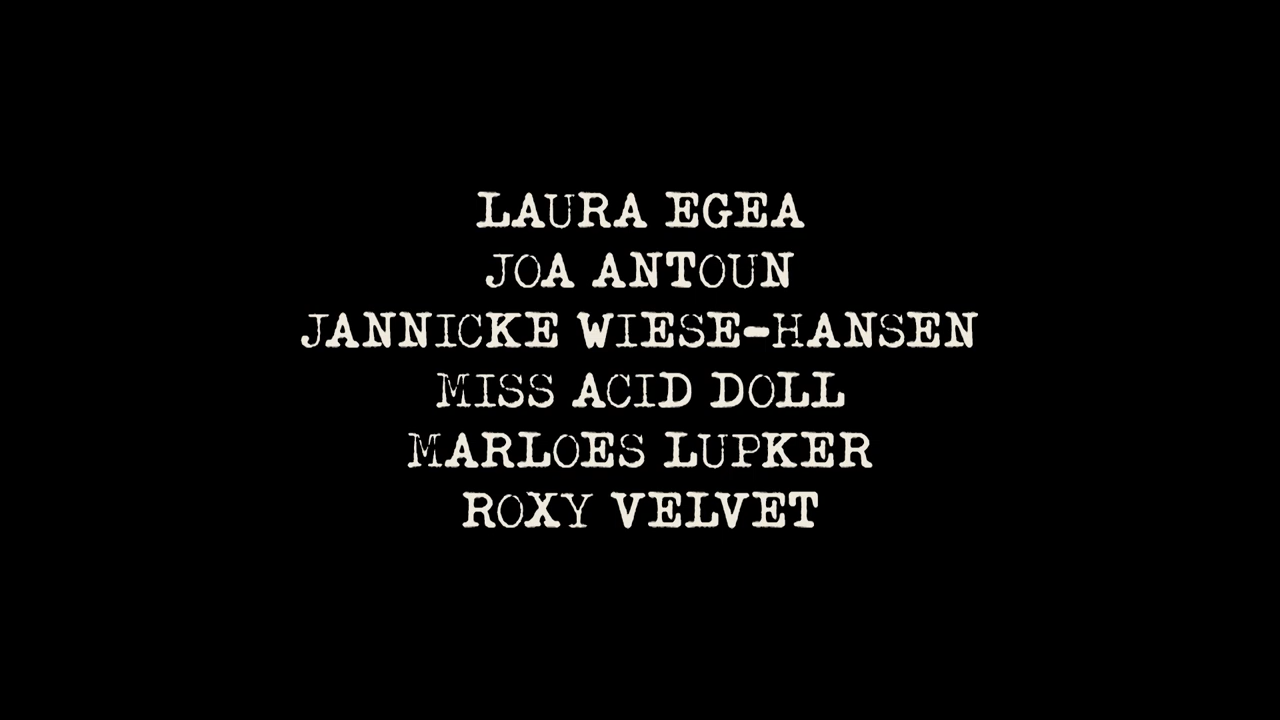 LAURA EGEA
JOA ANTOUN
JANNICKE WIESE-HANSEN
MISS ACID DOLL
MARLOES LUPKER
ROXY VELVET